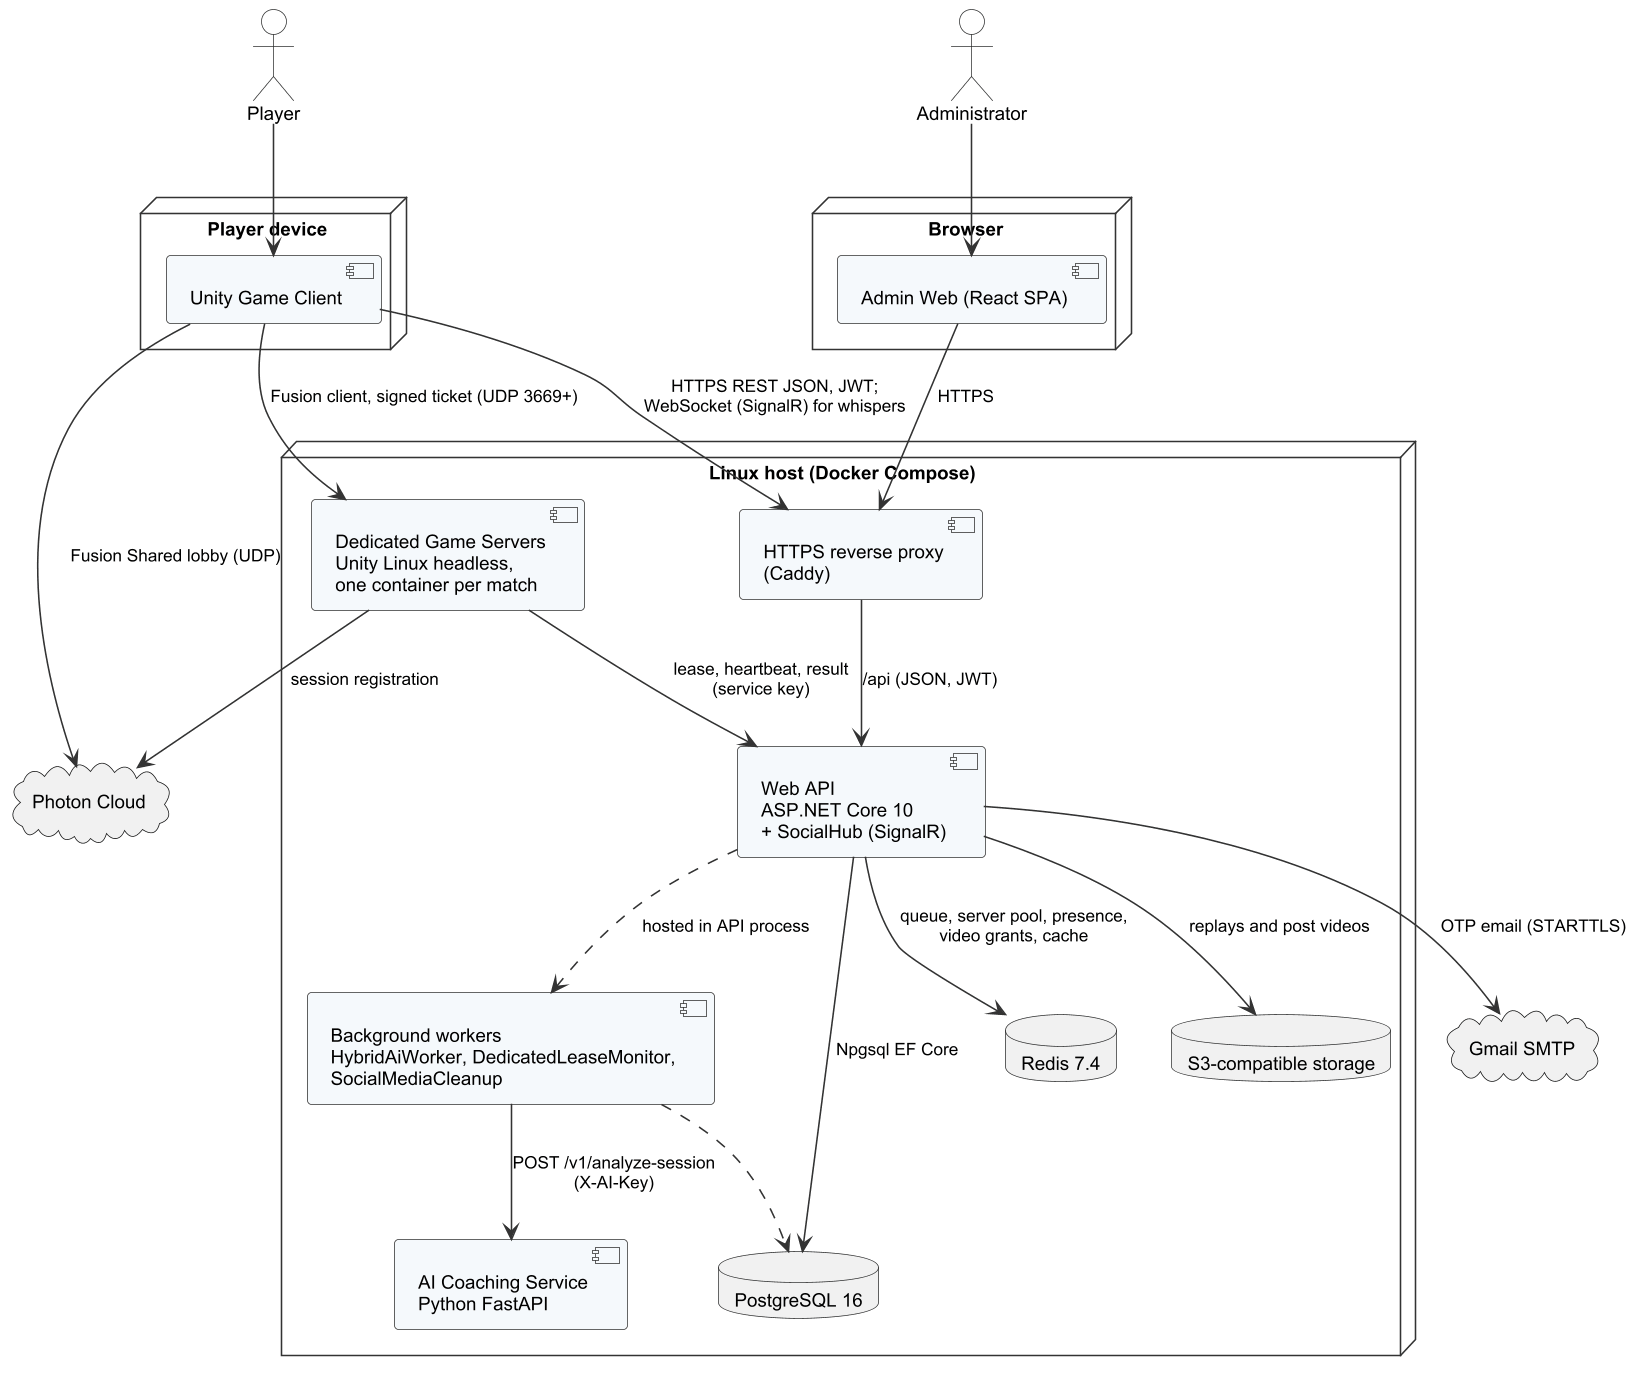 Player
Administrator
Player device
Browser
Unity Game Client
Admin Web (React SPA)
Fusion client, signed ticket (UDP 3669+)
HTTPS REST JSON, JWT;
WebSocket (SignalR) for whispers
HTTPS
Linux host (Docker Compose)
Dedicated Game Servers
Unity Linux headless,
one container per match
HTTPS reverse proxy
(Caddy)
Fusion Shared lobby (UDP)
session registration
lease, heartbeat, result
(service key)
/api (JSON, JWT)
Photon Cloud
Web API
ASP.NET Core 10
+ SocialHub (SignalR)
hosted in API process
queue, server pool, presence,
video grants, cache
replays and post videos
OTP email (STARTTLS)
Background workers
HybridAiWorker, DedicatedLeaseMonitor,
SocialMediaCleanup
Npgsql EF Core
Redis 7.4
S3-compatible storage
Gmail SMTP
POST /v1/analyze-session
(X-AI-Key)
AI Coaching Service
Python FastAPI
PostgreSQL 16